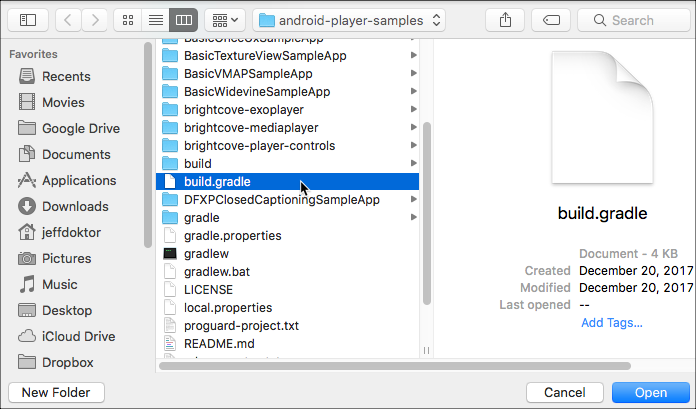 android-player-samples
Search
Favorites
Recents
Movies
Google Drive
Documents
Applications
Downloads
jeffdoktor
Pictures
Music
Desktop
iCloud Drive
Dropbox
BasicTextureViewSampleApp
BasicVMAPSampleApp
BasicWidevineSampleApp
brightcove-exoplayer
brightcove-mediaplayer
brightcove-player-controls
build
build.gradle
DFXPClosedCaptioningSampleApp
gradle
gradle.properties
gradlew
gradlew.bat
LICENSE
local.properties
proguard-project.txt
README.md
build.gradle
Document - 4 KB
Created December 20, 2017
Modified December 20, 2017
Last opened --
Add Tags...
New Folder
Cancel
Open